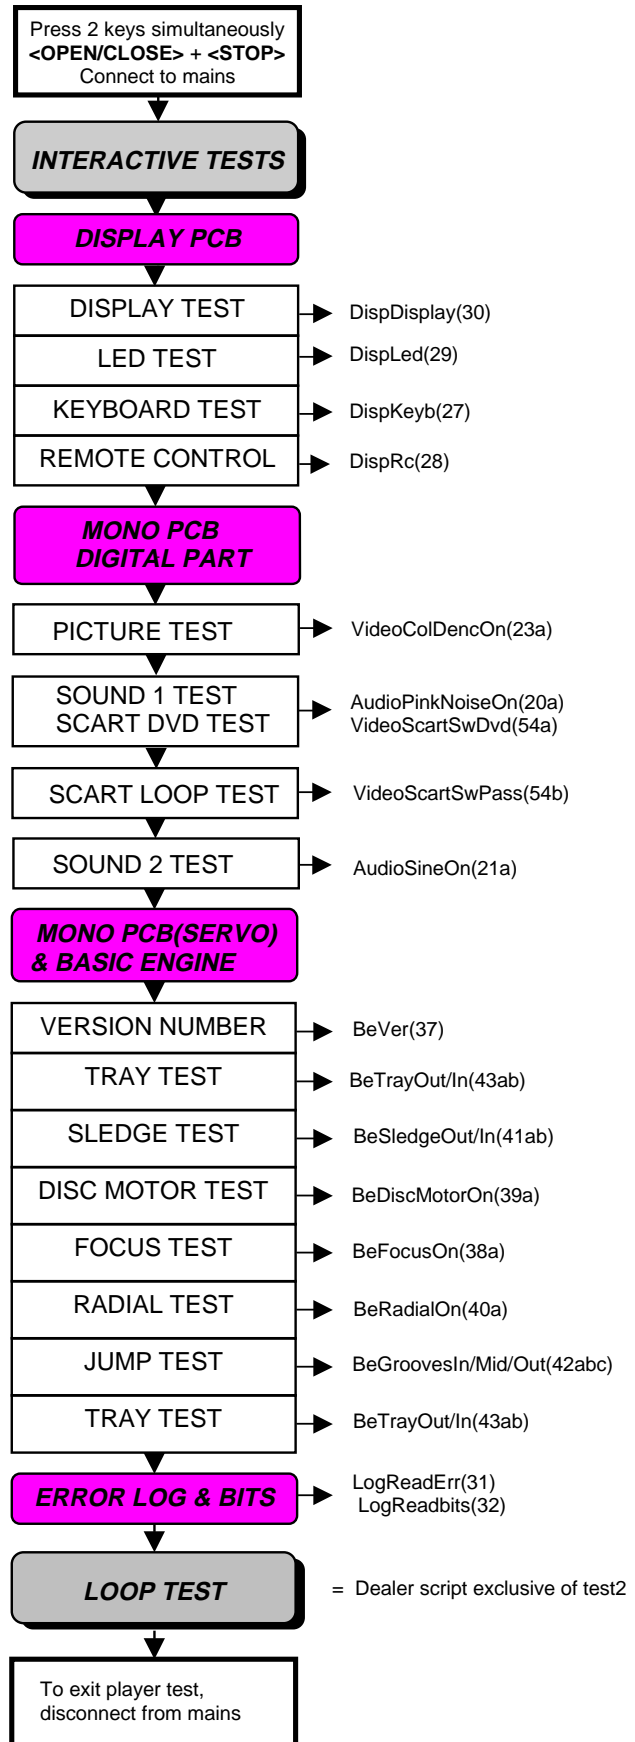 Press 2 keys simultaneously
<OPEN/CLOSE> + <STOP>
Connect to mains
INTERACTIVE TESTS
DISPLAY PCB
DISPLAY TEST
DispDisplay(30)
LED TEST
DispLed(29)
KEYBOARD TEST
DispKeyb(27)
REMOTE CONTROL
DispRc(28)
MONO PCB
DIGITAL PART
PICTURE TEST
VideoColDencOn(23a)
SOUND 1 TEST
SCART DVD TEST
AudioPinkNoiseOn(20a)
VideoScartSwDvd(54a)
SCART LOOP TEST
VideoScartSwPass(54b)
SOUND 2 TEST
AudioSineOn(21a)
MONO PCB(SERVO)
& BASIC ENGINE
VERSION NUMBER
BeVer(37)
TRAY TEST
BeTrayOut/In(43ab)
SLEDGE TEST
BeSledgeOut/In(41ab)
DISC MOTOR TEST
BeDiscMotorOn(39a)
FOCUS TEST
BeFocusOn(38a)
RADIAL TEST
BeRadialOn(40a)
JUMP TEST
BeGroovesIn/Mid/Out(42abc)
TRAY TEST
BeTrayOut/In(43ab)
ERROR LOG & BITS
LogReadErr(31)
LogReadbits(32)
LOOP TEST
= Dealer script exclusive of test2
To exit player test,
disconnect from mains